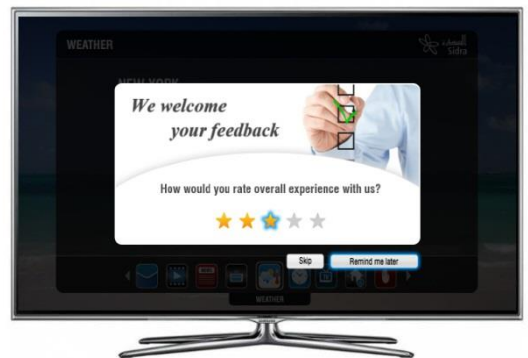 WEATHER
السدرة
Sidra
NEW YORK
We welcome
your feedback
How would you rate overall experience with us?
Skip
Remind me later
WEATHER